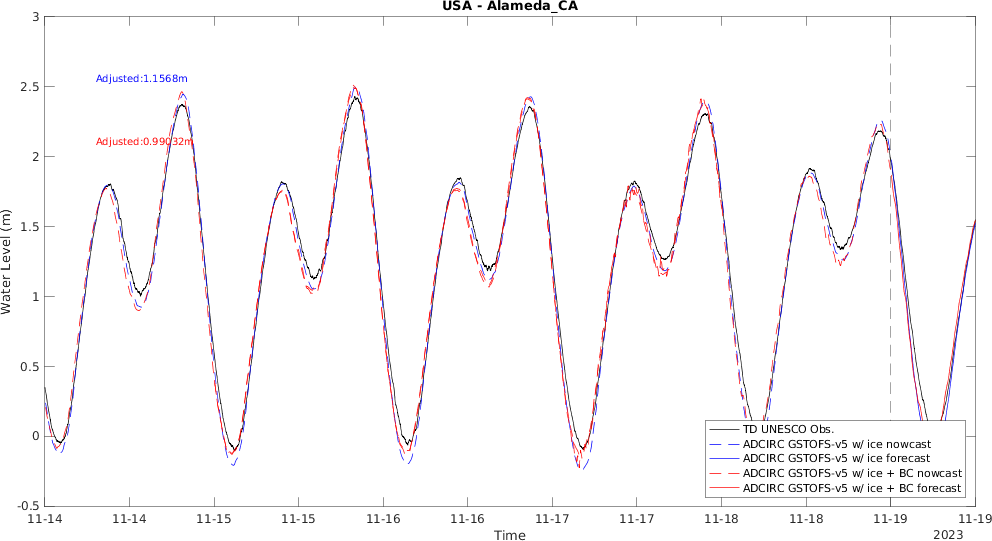 USA - Alameda_CA
3
2.5
2
1.5
1
0.5
0
-0.5
Water Level (m)
Adjusted:1.1568m
Adjusted:0.99032m
TD UNESCO Obs.
ADCIRC GSTOFS-v5 w/ ice nowcast
ADCIRC GSTOFS-v5 w/ ice forecast
ADCIRC GSTOFS-v5 w/ ice + BC nowcast
ADCIRC GSTOFS-v5 w/ ice + BC forecast
11-14 11-14 11-15 11-15 11-16 11-16 11-17 11-17 11-18 11-18 11-19 11-19
Time
2023